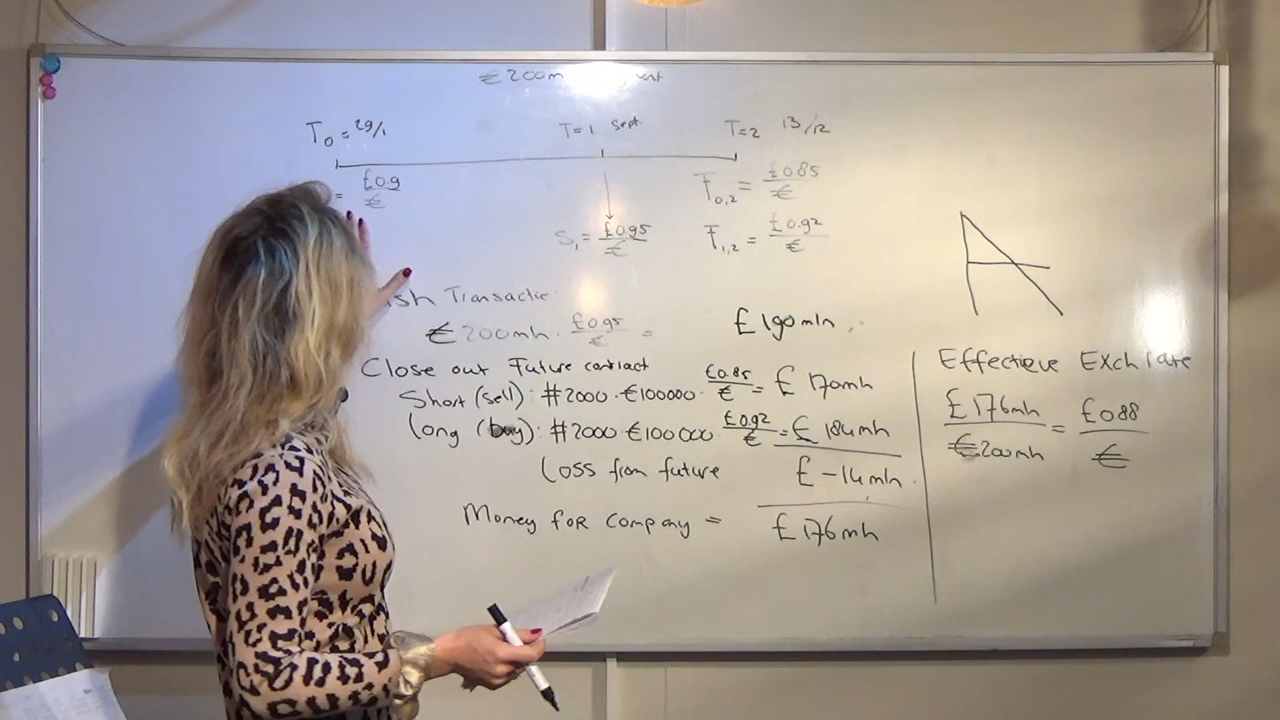 €200m
T0 = 29/1 T=1 Sept T=2 13/12
= £0.9/€ F0,2 = £0.85/€
S1 = £0.95/€ F1,2 = £0.92/€
A
Transactie:
€200mln · £0.95/€ = £190mln
Close out Future contract
Short (sell): #2000 · €100000 · £0.85/€ = £170mln
Long (buy): #2000 €100000 £0.92/€ = £184mln
Loss from future £ -14mln
Money for company = £176mln
Effective Exch rate
£176mln/€200mln = £0.88/€